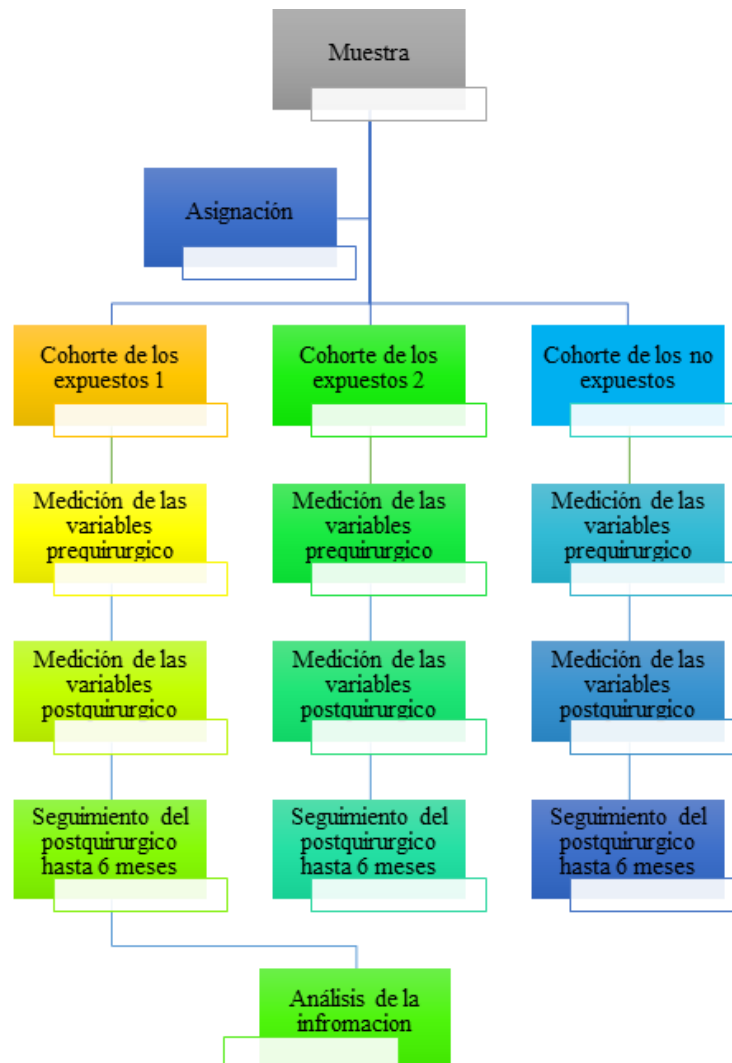 Muestra
Asignación
Cohorte de los
expuestos 1
Cohorte de los
expuestos 2
Cohorte de los no
expuestos
Medición de las
variables
prequirurgico
Medición de las
variables
prequirurgico
Medición de las
variables
prequirurgico
Medición de las
variables
postquirurgico
Medición de las
variables
postquirurgico
Medición de las
variables
postquirurgico
Seguimiento del
postquirurgico
hasta 6 meses
Seguimiento del
postquirurgico
hasta 6 meses
Seguimiento del
postquirurgico
hasta 6 meses
Análisis de la
infromacion